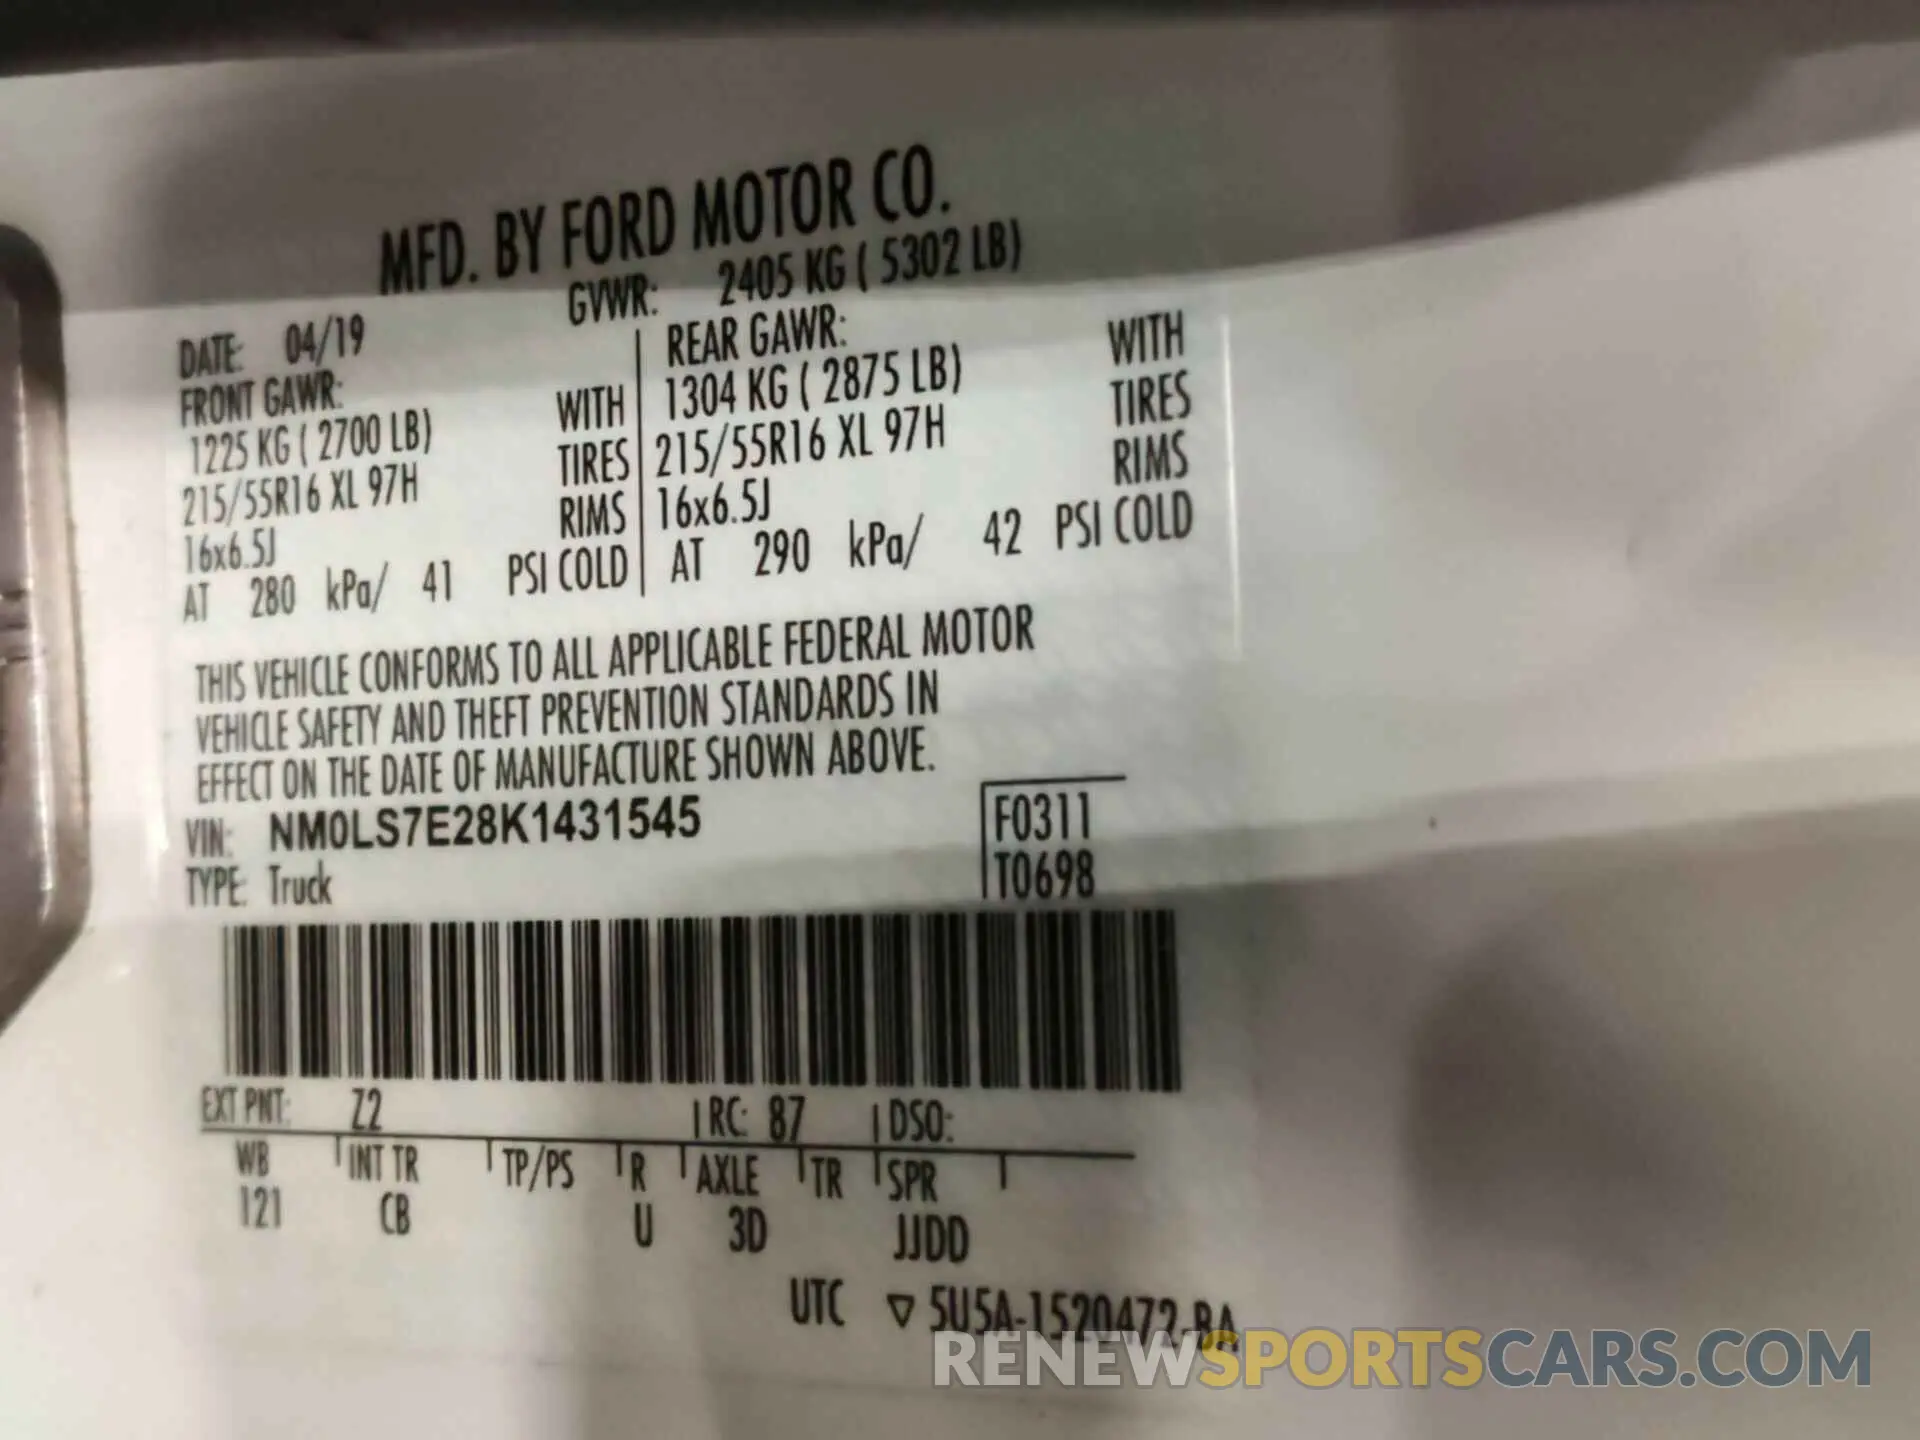 MFD. BY FORD MOTOR CO.
DATE: 04/19 GVWR: 2405 KG ( 5302 LB)
FRONT GAWR: REAR GAWR:
1225 KG ( 2700 LB) WITH 1304 KG ( 2875 LB) WITH
215/55R16 XL 97H TIRES 215/55R16 XL 97H TIRES
16x6.5J RIMS 16x6.5J RIMS
AT 280 kPa/ 41 PSI COLD AT 290 kPa/ 42 PSI COLD
THIS VEHICLE CONFORMS TO ALL APPLICABLE FEDERAL MOTOR
VEHICLE SAFETY AND THEFT PREVENTION STANDARDS IN
EFFECT ON THE DATE OF MANUFACTURE SHOWN ABOVE.
VIN: NM0LS7E28K1431545 F0311
TYPE: Truck T0698
EXT PNT: Z2 RC: 87 DSO:
WB INT TR TP/PS R AXLE TR SPR
121 CB U 3D JJDD
UTC ▽ 5U5A-1520472-BA
RENEWSPORTSCARS.COM